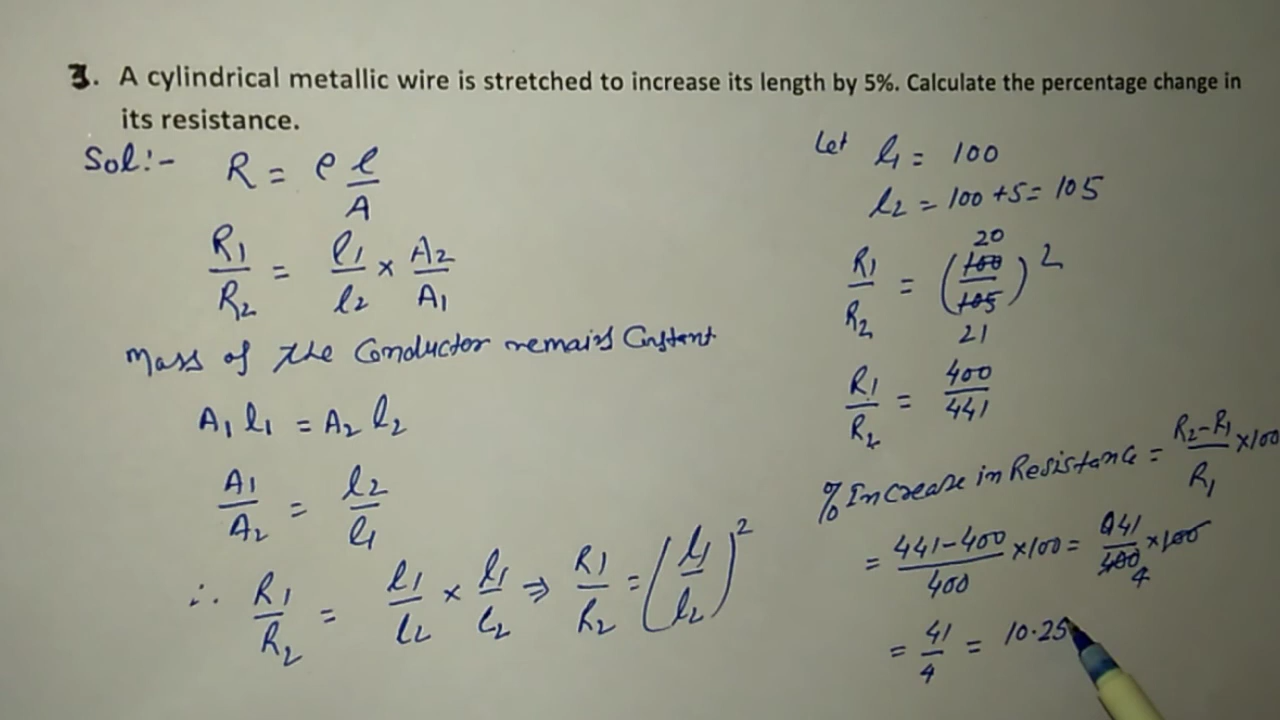 3. A cylindrical metallic wire is stretched to increase its length by 5%. Calculate the percentage change in
its resistance.
Sol:- R = ρ l/A
R1/R2 = l1/l2 × A2/A1
Mass of the Conductor remains Constant
A1 l1 = A2 l2
A1/A2 = l2/l1
∴ R1/R2 = l1/l2 × l1/l2 ⇒ R1/R2 = (l1/l2)²
Let l1 = 100
l2 = 100 + 5 = 105
20
R1/R2 = (100/105)²
21
R1/R2 = 400/441
% Increase in Resistance = R2-R1/R1 ×100
= 441-400/400 ×100 = 41/400 ×100
4
= 41/4 = 10.25